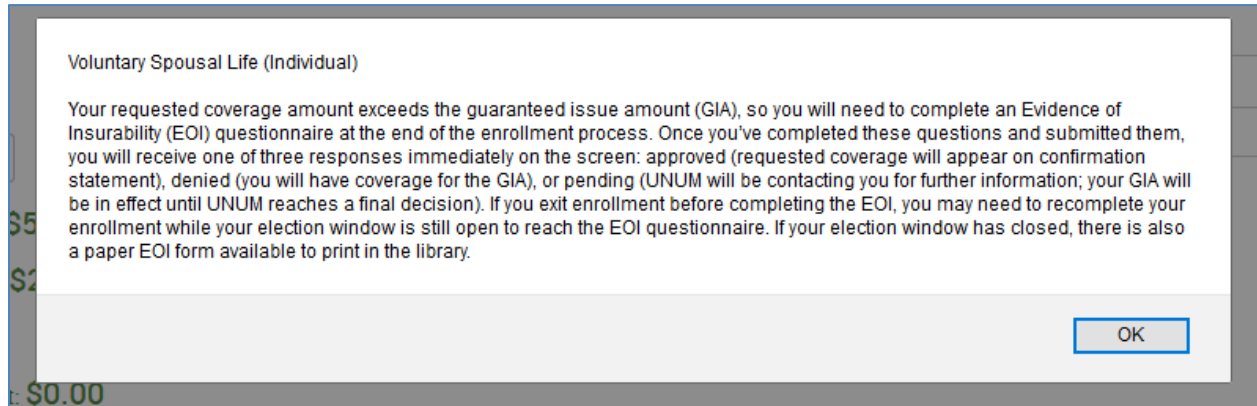 Voluntary Spousal Life (Individual)
Your requested coverage amount exceeds the guaranteed issue amount (GIA), so you will need to complete an Evidence of
Insurability (EOI) questionnaire at the end of the enrollment process. Once you've completed these questions and submitted them,
you will receive one of three responses immediately on the screen: approved (requested coverage will appear on confirmation
statement), denied (you will have coverage for the GIA), or pending (UNUM will be contacting you for further information; your GIA will
be in effect until UNUM reaches a final decision). If you exit enrollment before completing the EOI, you may need to recomplete your
enrollment while your election window is still open to reach the EOI questionnaire. If your election window has closed, there is also
a paper EOI form available to print in the library.
$5
$2
OK
t: $0.00